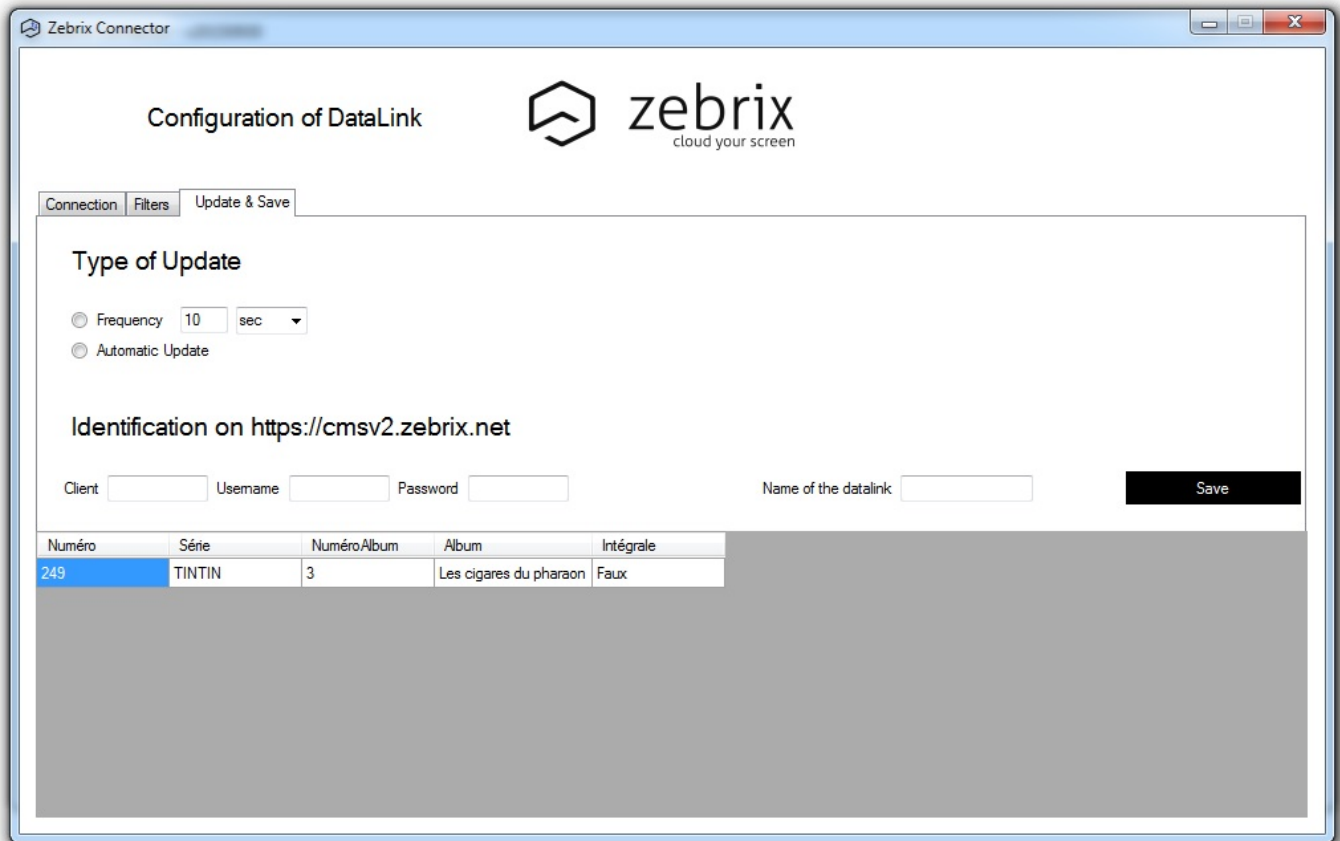 Zebrix Connector
Configuration of DataLink
zebrix
cloud your screen
Connection Filters Update & Save
Type of Update
Frequency 10 sec
Automatic Update
Identification on https://cmsv2.zebrix.net
Client Username Password Name of the datalink Save
Numéro Série NuméroAlbum Album Intégrale
249 TINTIN 3 Les cigares du pharaon Faux